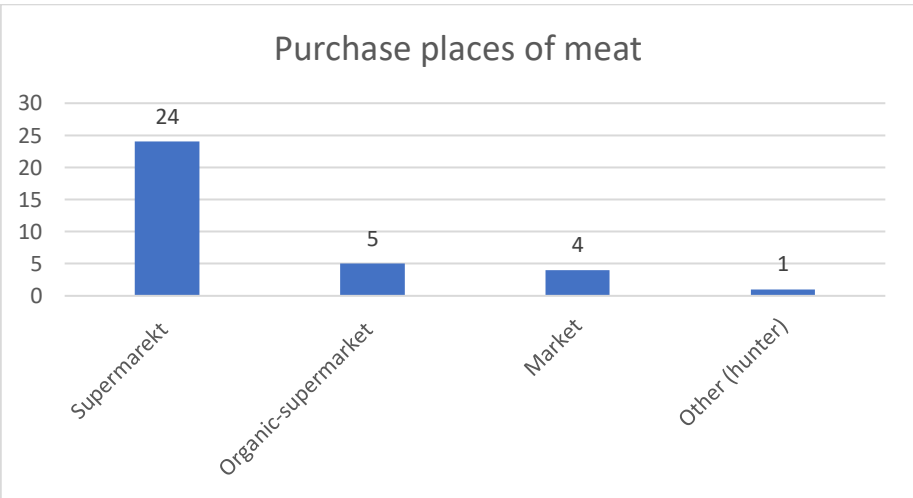 Purchase places of meat
30
25
20
15
10
5
0
24
5
4
1
Supermarekt
Organic-supermarket
Market
Other (hunter)